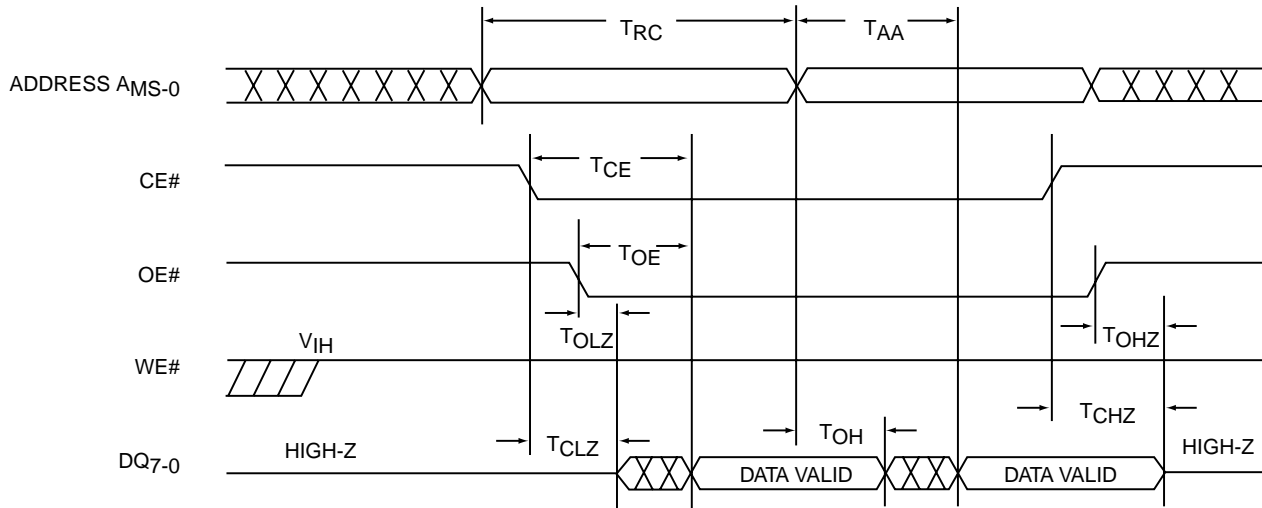 TRC
TAA
ADDRESS AMS-0
TCE
CE#
TOE
OE#
TOLZ
TOHZ
VIH
WE#
TCHZ
TCLZ
TOH
HIGH-Z
HIGH-Z
DQ7-0
DATA VALID
DATA VALID